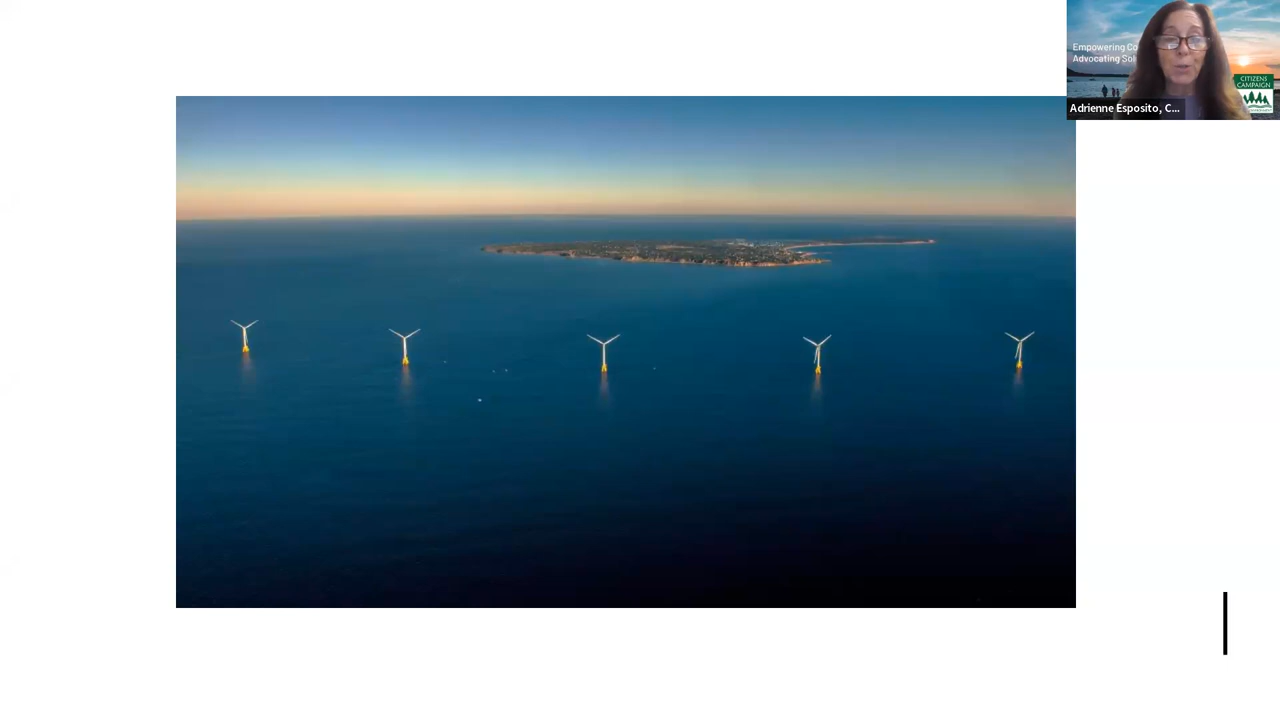 Empowering Co
Advocating Sol
CITIZENS
CAMPAIGN
Adrienne Esposito, C...